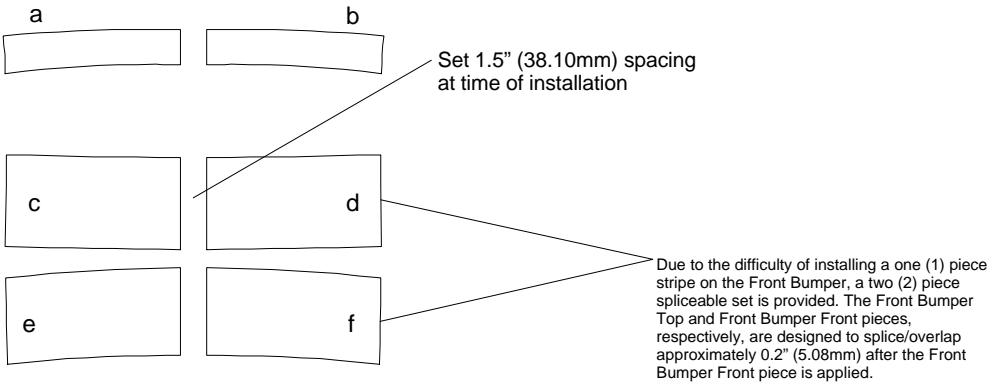 a
b
Set 1.5” (38.10mm) spacing
at time of installation
c
d
Due to the difficulty of installing a one (1) piece
stripe on the Front Bumper, a two (2) piece
spliceable set is provided. The Front Bumper
Top and Front Bumper Front pieces,
respectively, are designed to splice/overlap
approximately 0.2” (5.08mm) after the Front
Bumper Front piece is applied.
e
f